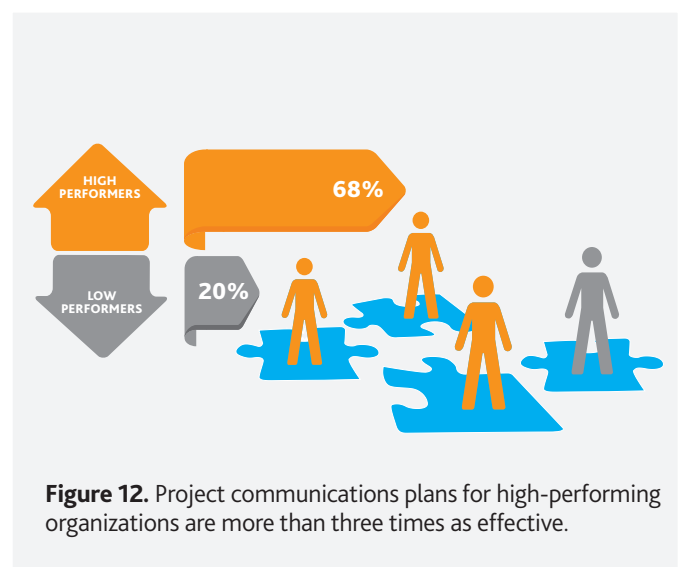 HIGH
PERFORMERS
68%
LOW
PERFORMERS
20%
Figure 12. Project communications plans for high-performing
organizations are more than three times as effective.